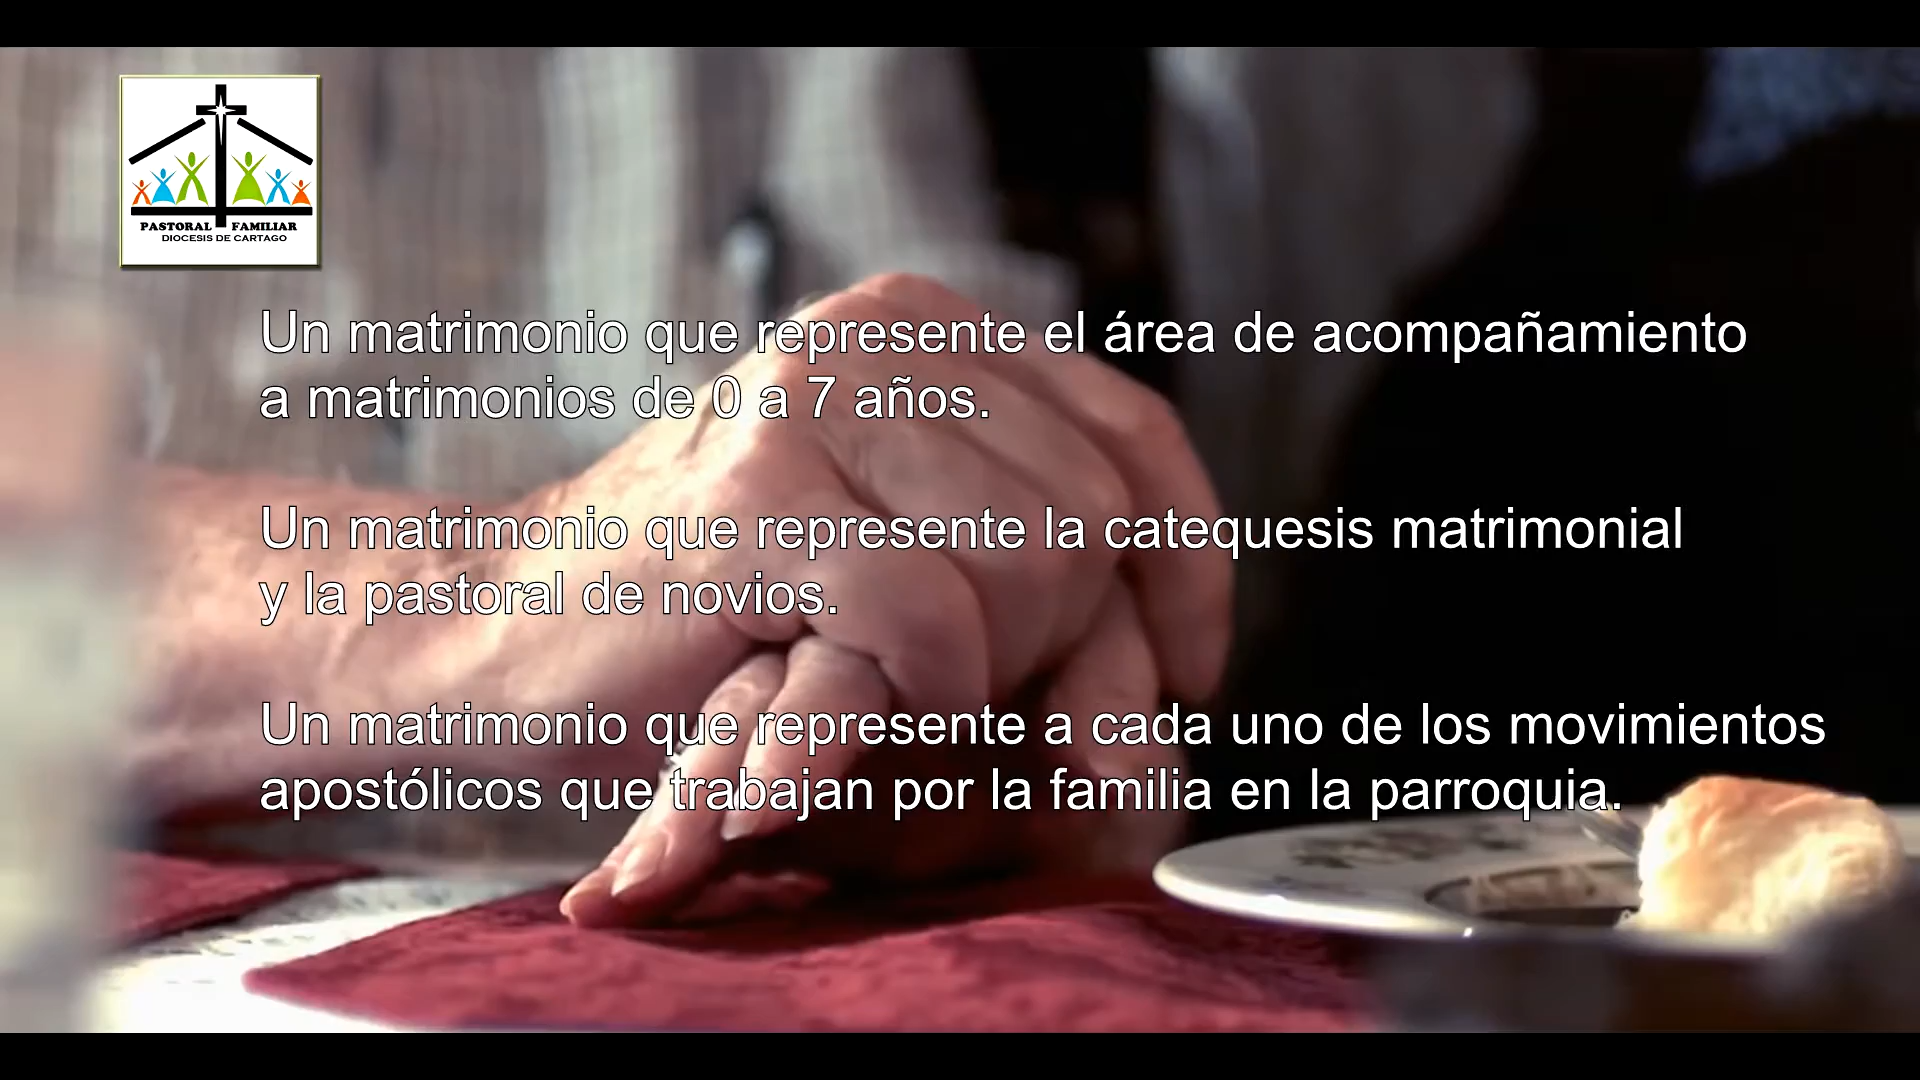 PASTORAL FAMILIAR
DIOCESIS DE CARTAGO
Un matrimonio que represente el área de acompañamiento
a matrimonios de 0 a 7 años.
Un matrimonio que represente la catequesis matrimonial
y la pastoral de novios.
Un matrimonio que represente a cada uno de los movimientos
apostólicos que trabajan por la familia en la parroquia.